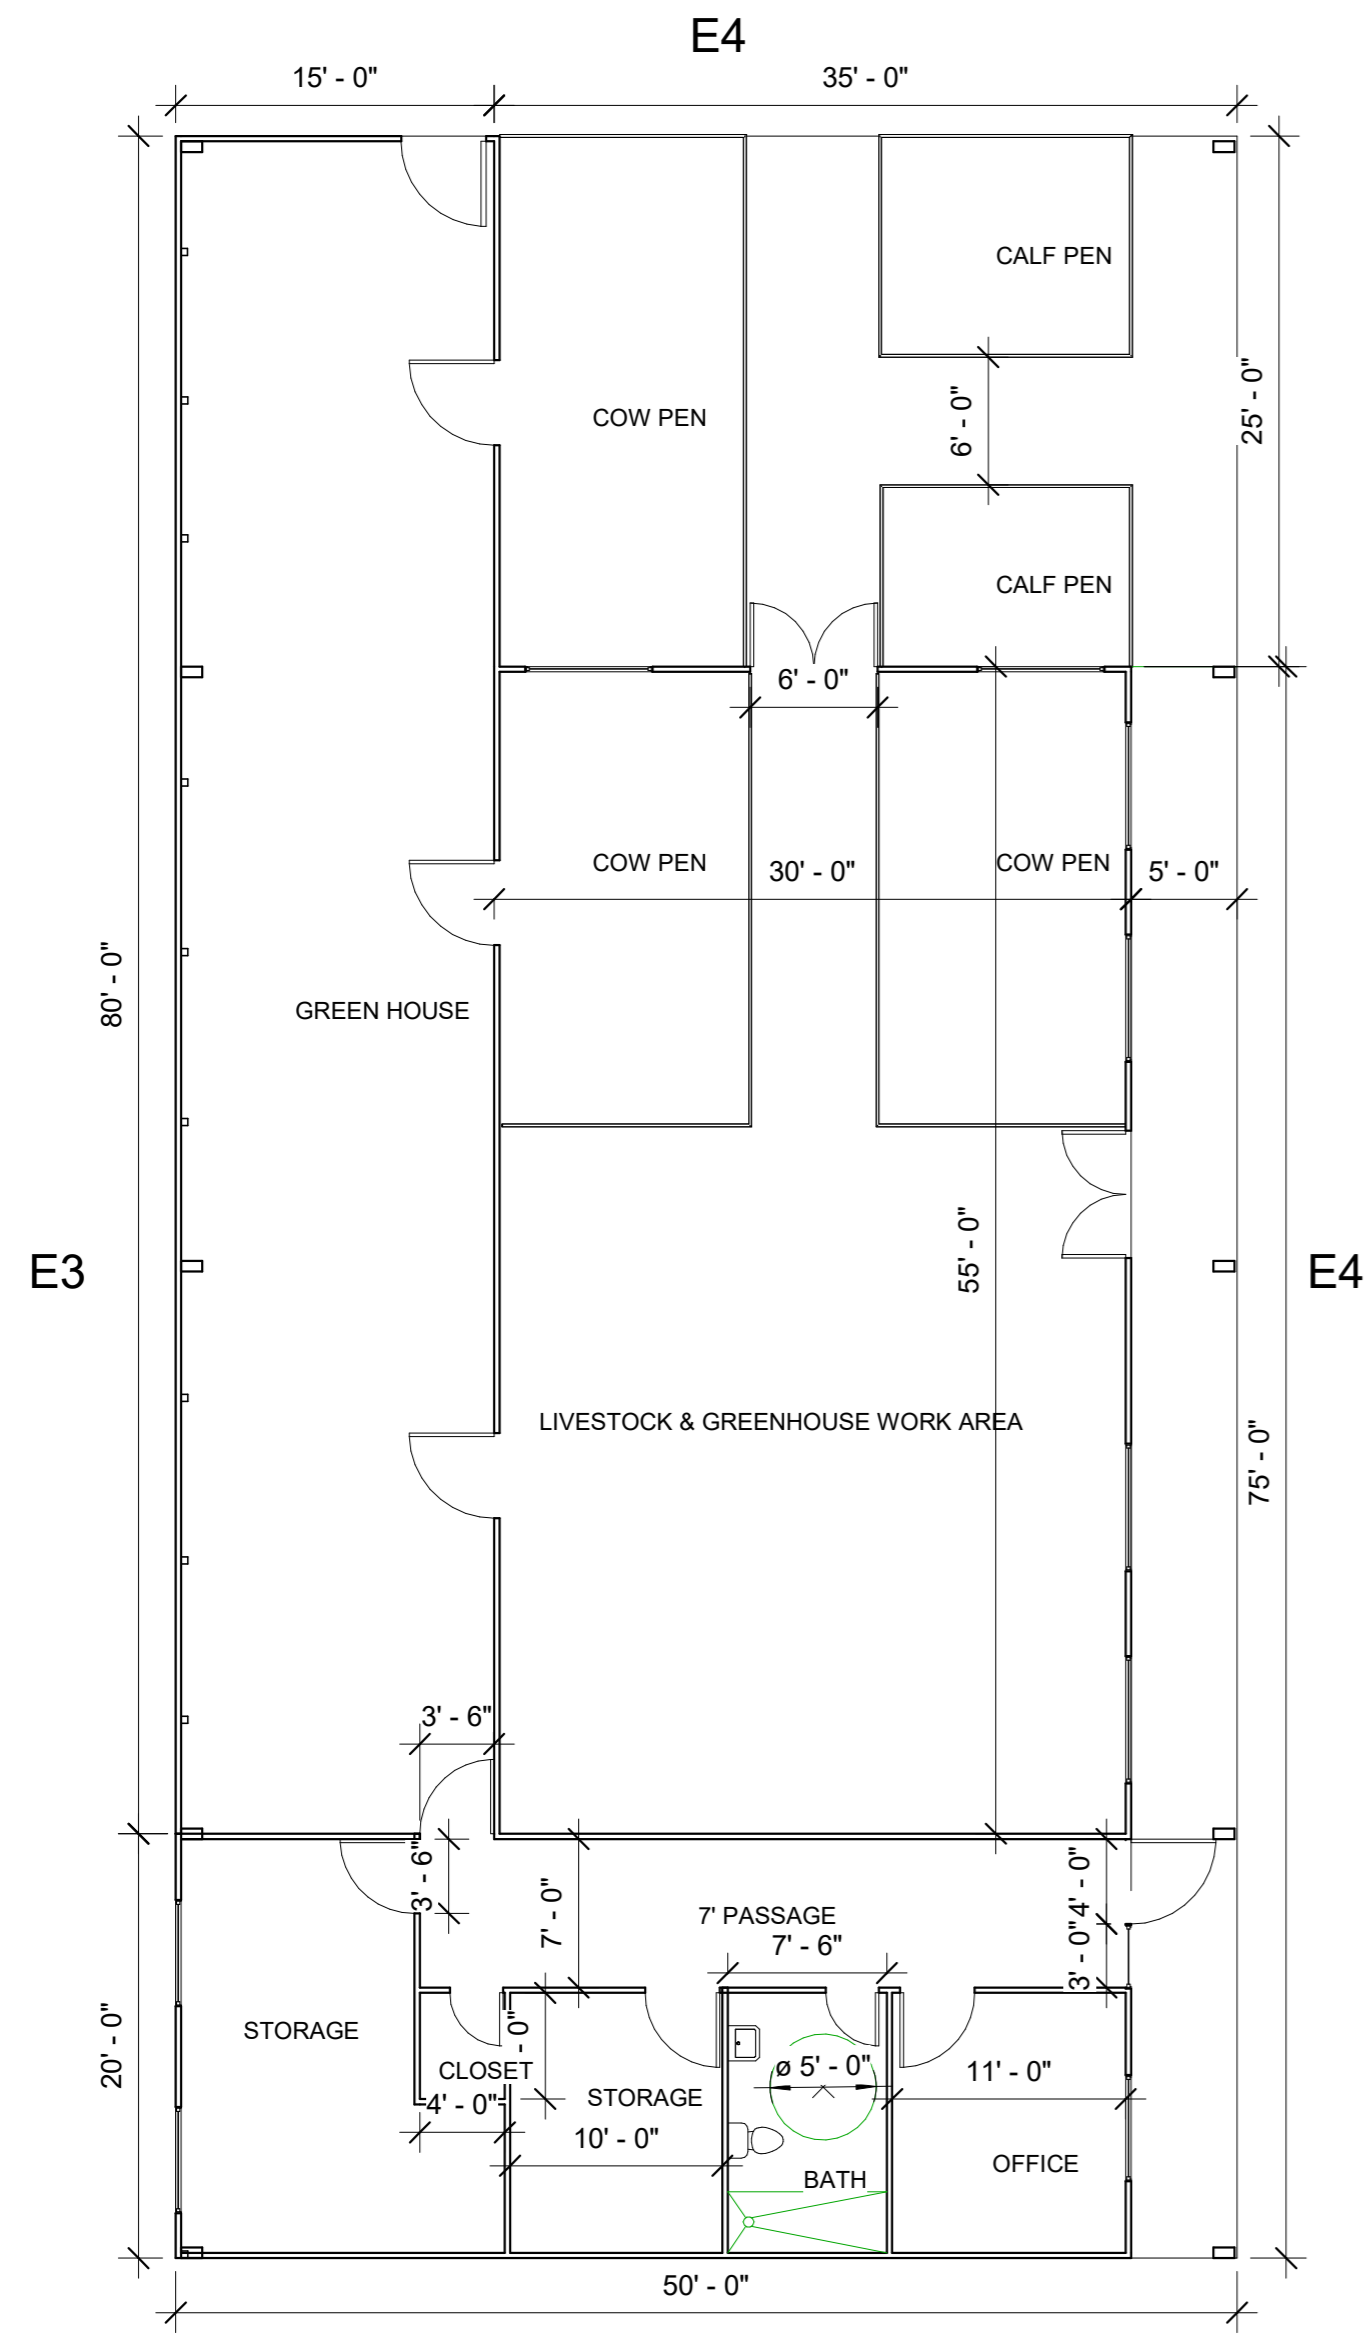 E4
15' - 0"
35' - 0"
CALF PEN
25' - 0"
6' - 0"
COW PEN
CALF PEN
6' - 0"
COW PEN
30' - 0"
COW PEN
5' - 0"
80' - 0"
GREEN HOUSE
55' - 0"
E3
E4
LIVESTOCK & GREENHOUSE WORK AREA
75' - 0"
3' - 6"
3' - 6"
7' - 0"
4' - 0"
7' PASSAGE
7' - 6"
3' - 0"
20' - 0"
STORAGE
- 0"
CLOSET
ø 5' - 0"
11' - 0"
4' - 0"
STORAGE
10' - 0"
OFFICE
BATH
50' - 0"